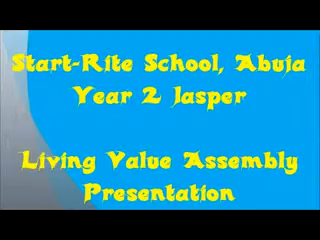 Start-Rite School, Abuja
Year 2 Jasper
Living Value Assembly
Presentation